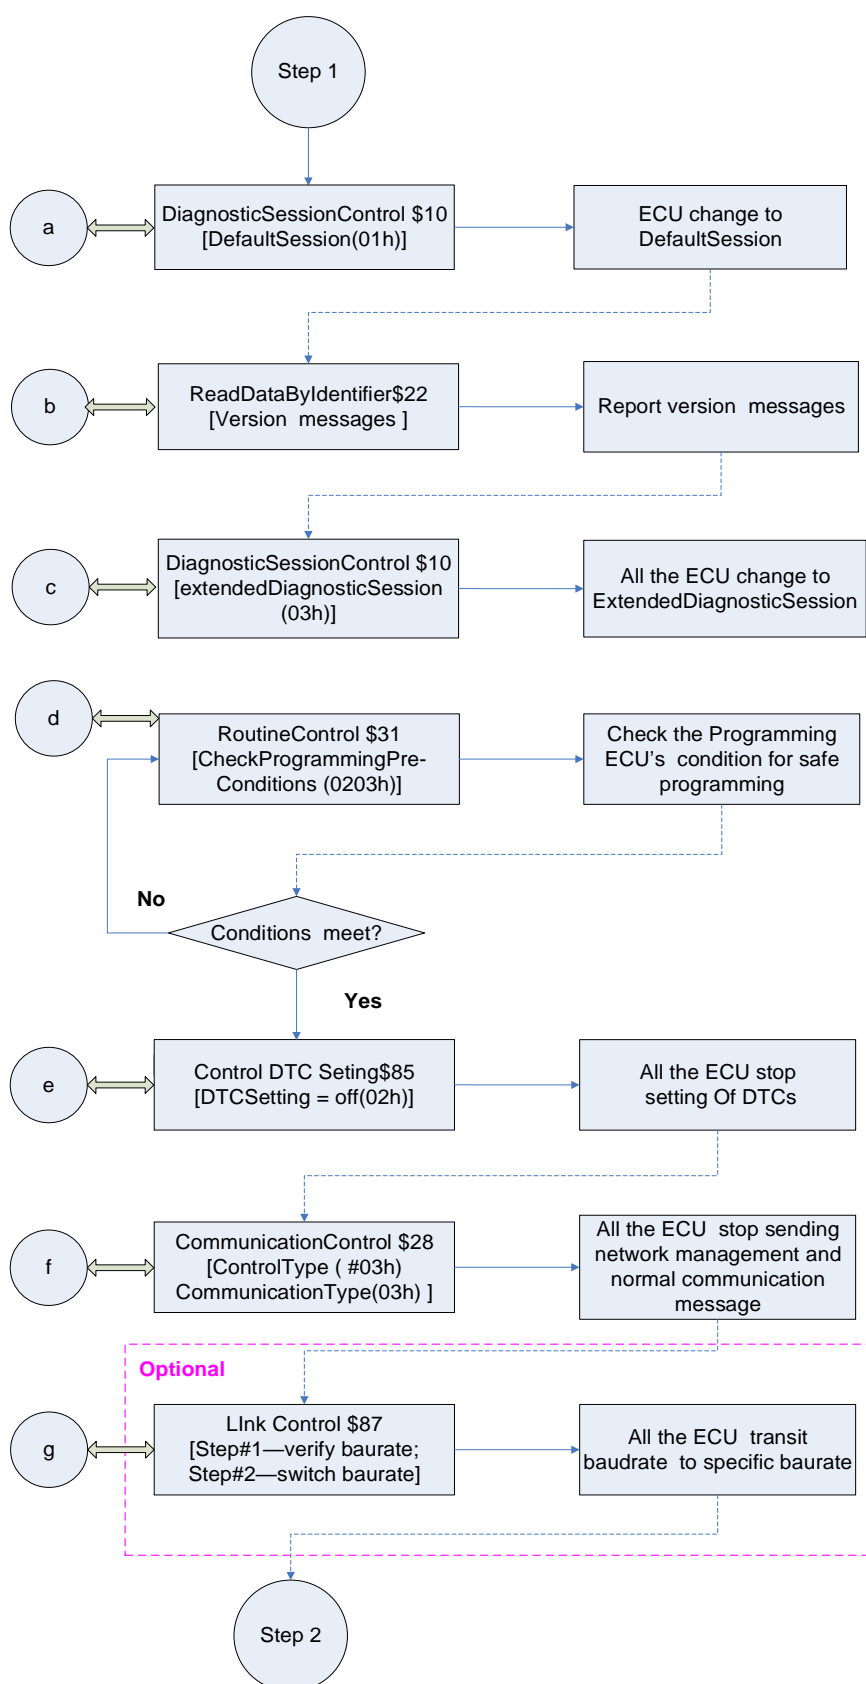 Step 1
a
DiagnosticSessionControl $10
[DefaultSession(01h)]
ECU change to
DefaultSession
b
ReadDataByIdentifier$22
[Version messages ]
Report version messages
c
DiagnosticSessionControl $10
[extendedDiagnosticSession
(03h)]
All the ECU change to
ExtendedDiagnosticSession
d
RoutineControl $31
[CheckProgrammingPre-
Conditions (0203h)]
Check the Programming
ECU's condition for safe
programming
No
Conditions meet?
Yes
e
Control DTC Seting$85
[DTCSetting = off(02h)]
All the ECU stop
setting Of DTCs
f
CommunicationControl $28
[ControlType ( #03h)
CommunicationType(03h) ]
All the ECU stop sending
network management and
normal communication
message
Optional
g
LInk Control $87
[Step#1—verify baurate;
Step#2—switch baurate]
All the ECU transit
baudrate to specific baurate
Step 2